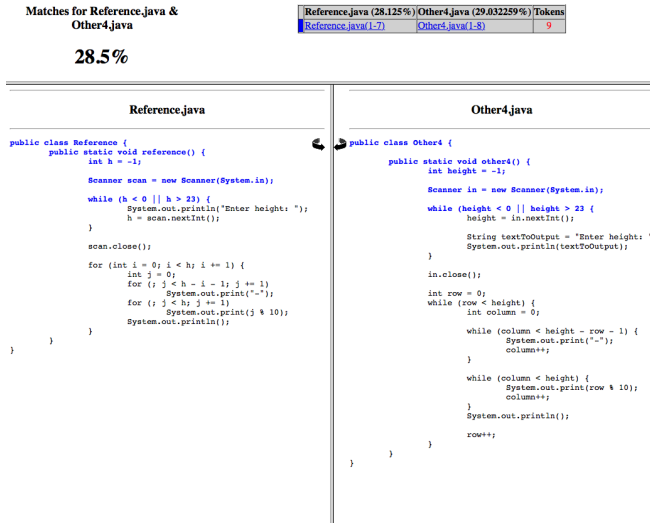 Matches for Reference.java &
Other4.java
28.5%
Reference.java (28.125%) Other4.java (29.032259%) Tokens
Reference.java(1-7) Other4.java(1-8) 9
Reference.java
public class Reference {
public static void reference() {
int h = -1;
Scanner scan = new Scanner(System.in);
while (h < 0 || h > 23) {
System.out.println("Enter height: ");
h = scan.nextInt();
}
scan.close();
for (int i = 0; i < h; i += 1) {
int j = 0;
for (; j < h - i - 1; j += 1)
System.out.print("-");
for (; j < h; j += 1)
System.out.print(j % 10);
System.out.println();
}
}
}
Other4.java
public class Other4 {
public static void other4() {
int height = -1;
Scanner in = new Scanner(System.in);
while (height < 0 || height > 23 {
height = in.nextInt();
String textToOutput = "Enter height: '
System.out.println(textToOutput);
}
in.close();
int row = 0;
while (row < height) {
int column = 0;
while (column < height - row - 1) {
System.out.print("-");
column++;
}
while (column < height) {
System.out.print(row % 10);
column++;
}
System.out.println();
row++;
}
}
}